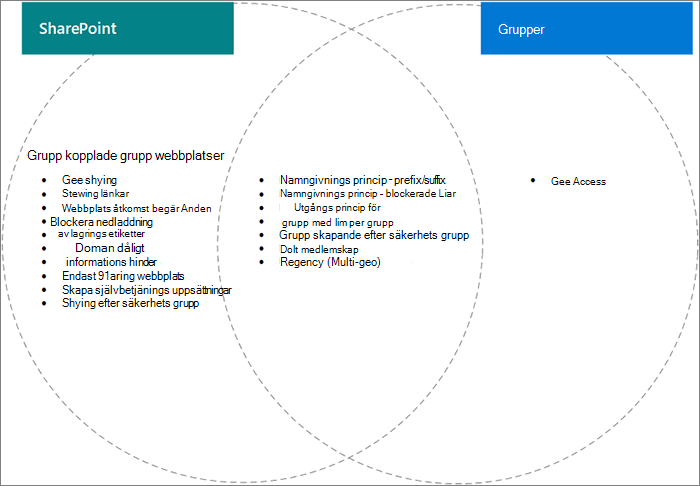 SharePoint
Grupper
Grupp kopplade grupp webbplatser
Gee shying
Stewing länkar
Webbplats åtkomst begär Anden
Blockera nedladdning
av lagrings etiketter
Doman dåligt
informations hinder
Endast 91aring webbplats
Skapa självbetjänings uppsättningar
Shying efter säkerhets grupp
Namngivnings princip - prefix/suffix
Namngivnings princip - blockerade Liar
Utgångs princip för
grupp med lim per grupp
Grupp skapande efter säkerhets grupp
Dolt medlemskap
Regency (Multi-geo)
Gee Access